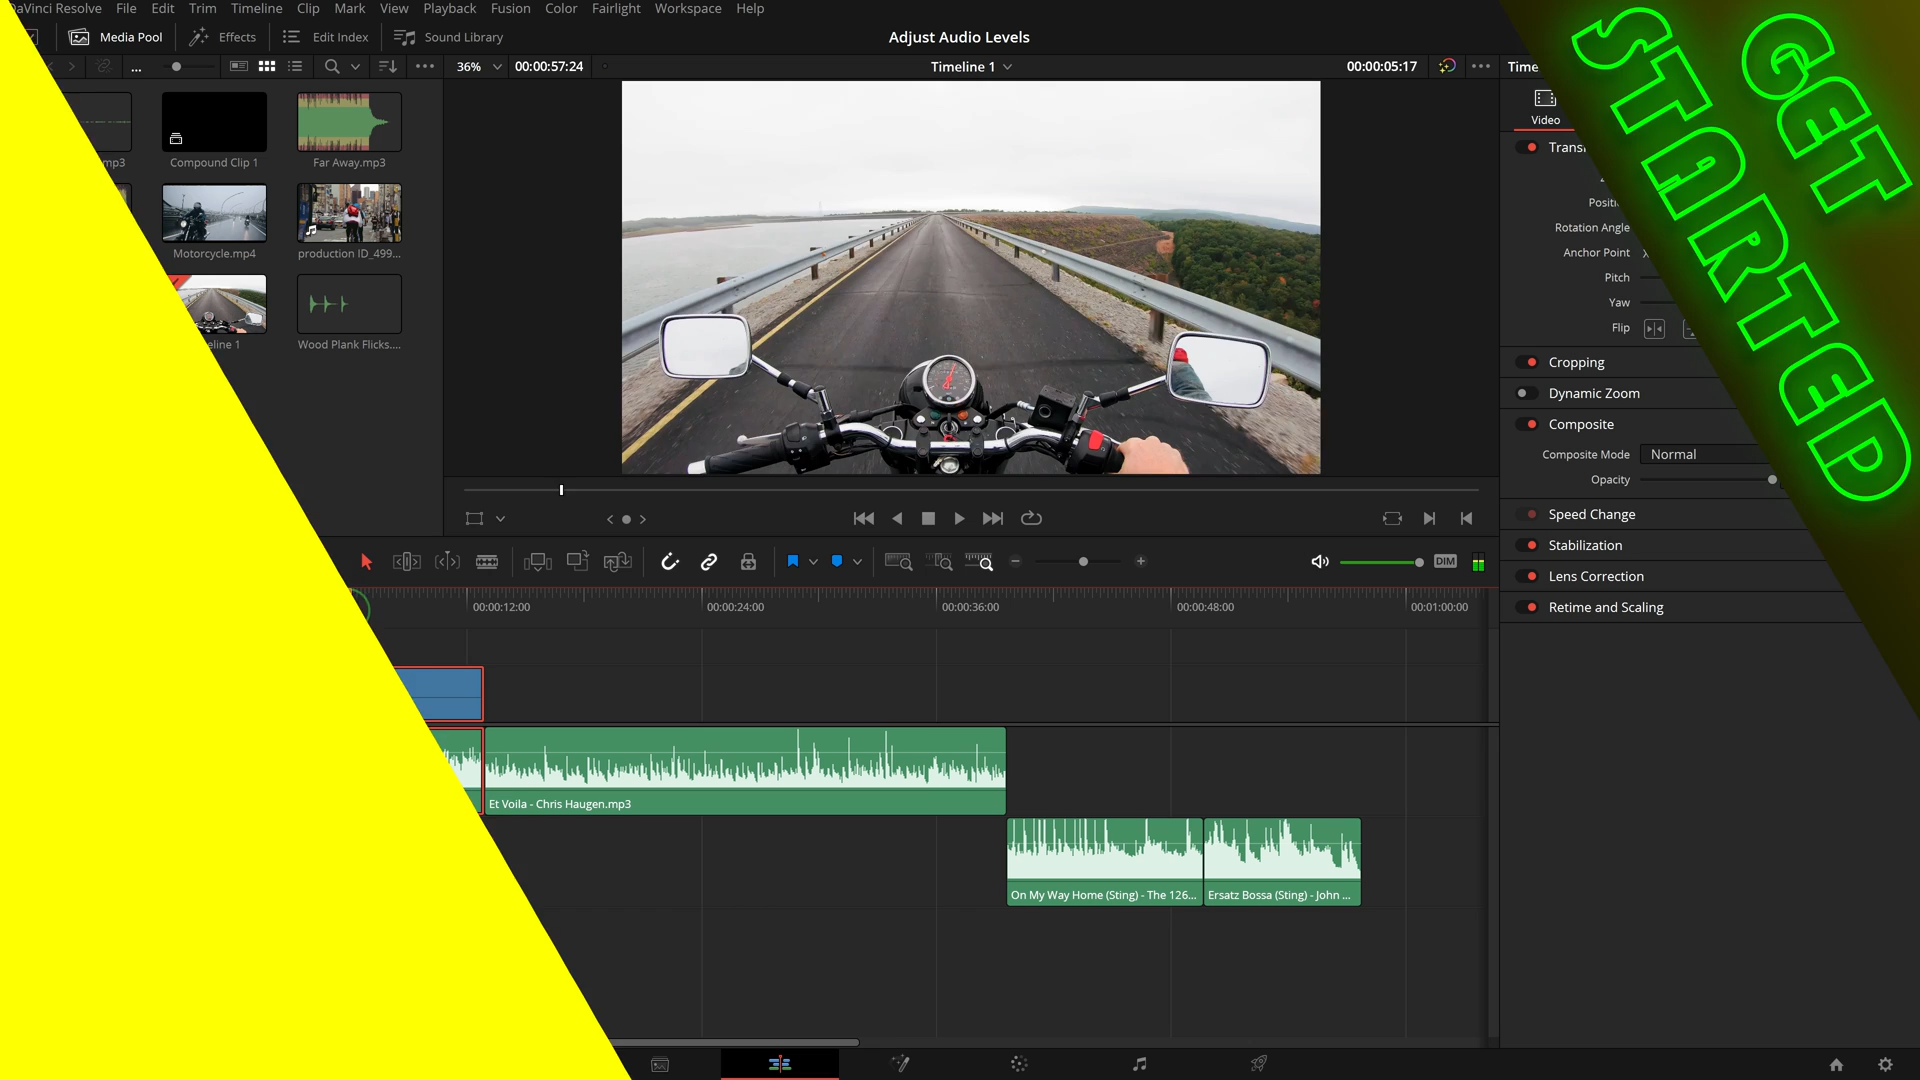 DaVinci Resolve File Edit Trim Timeline Clip Mark View Playback Fusion Color Fairlight Workspace Help
Media Pool Effects Edit Index Sound Library
Adjust Audio Levels
36% 00:00:57:24
Timeline 1
00:00:05:17
Time
mp3
Compound Clip 1
Far Away.mp3
Motorcycle.mp4
production ID_499...
eline 1
Wood Plank Flicks....
Video
Transf
Positi
Rotation Angle
Anchor Point
Pitch
Yaw
Flip
Cropping
Dynamic Zoom
Composite
Composite Mode Normal
Opacity
Speed Change
Stabilization
Lens Correction
Retime and Scaling
DIM
00:00:12:00 00:00:24:00 00:00:36:00 00:00:48:00 00:01:00:00
Et Voila - Chris Haugen.mp3
On My Way Home (Sting) - The 126...
Ersatz Bossa (Sting) - John ...
GET
STARTED